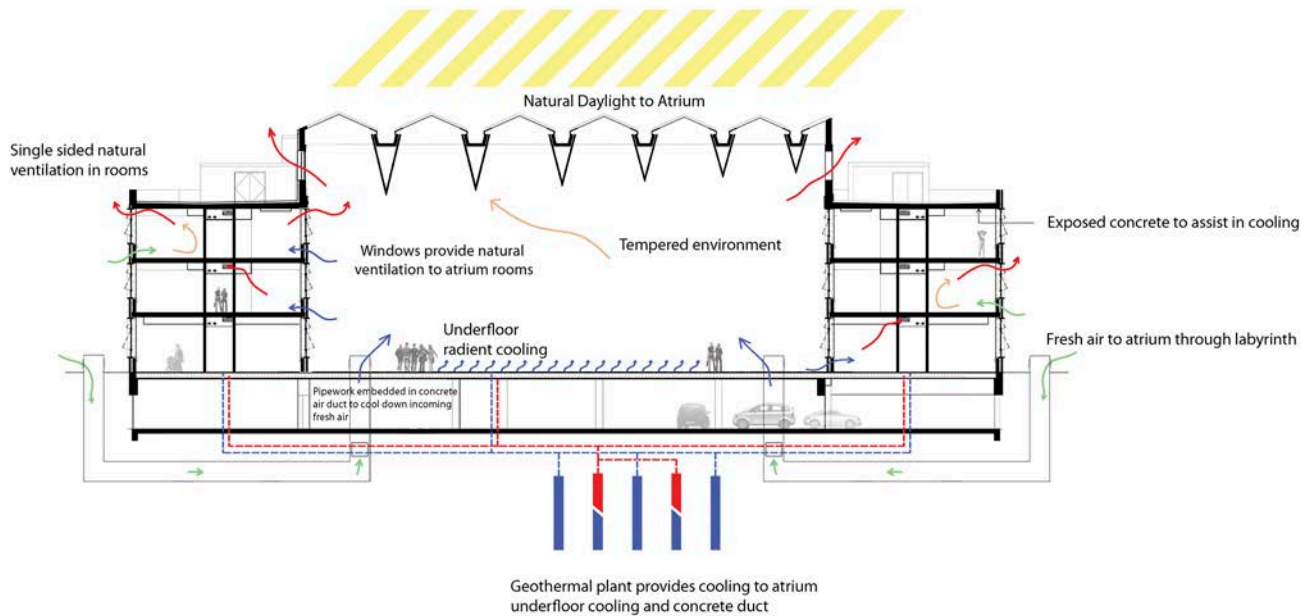 Natural Daylight to Atrium
Single sided natural
ventilation in rooms
Exposed concrete to assist in cooling
Tempered environment
Windows provide natural
ventilation to atrium rooms
Underfloor
radient cooling
Fresh air to atrium through labyrinth
Pipework embedded in concrete
air duct to cool down incoming
fresh air
Geothermal plant provides cooling to atrium
underfloor cooling and concrete duct